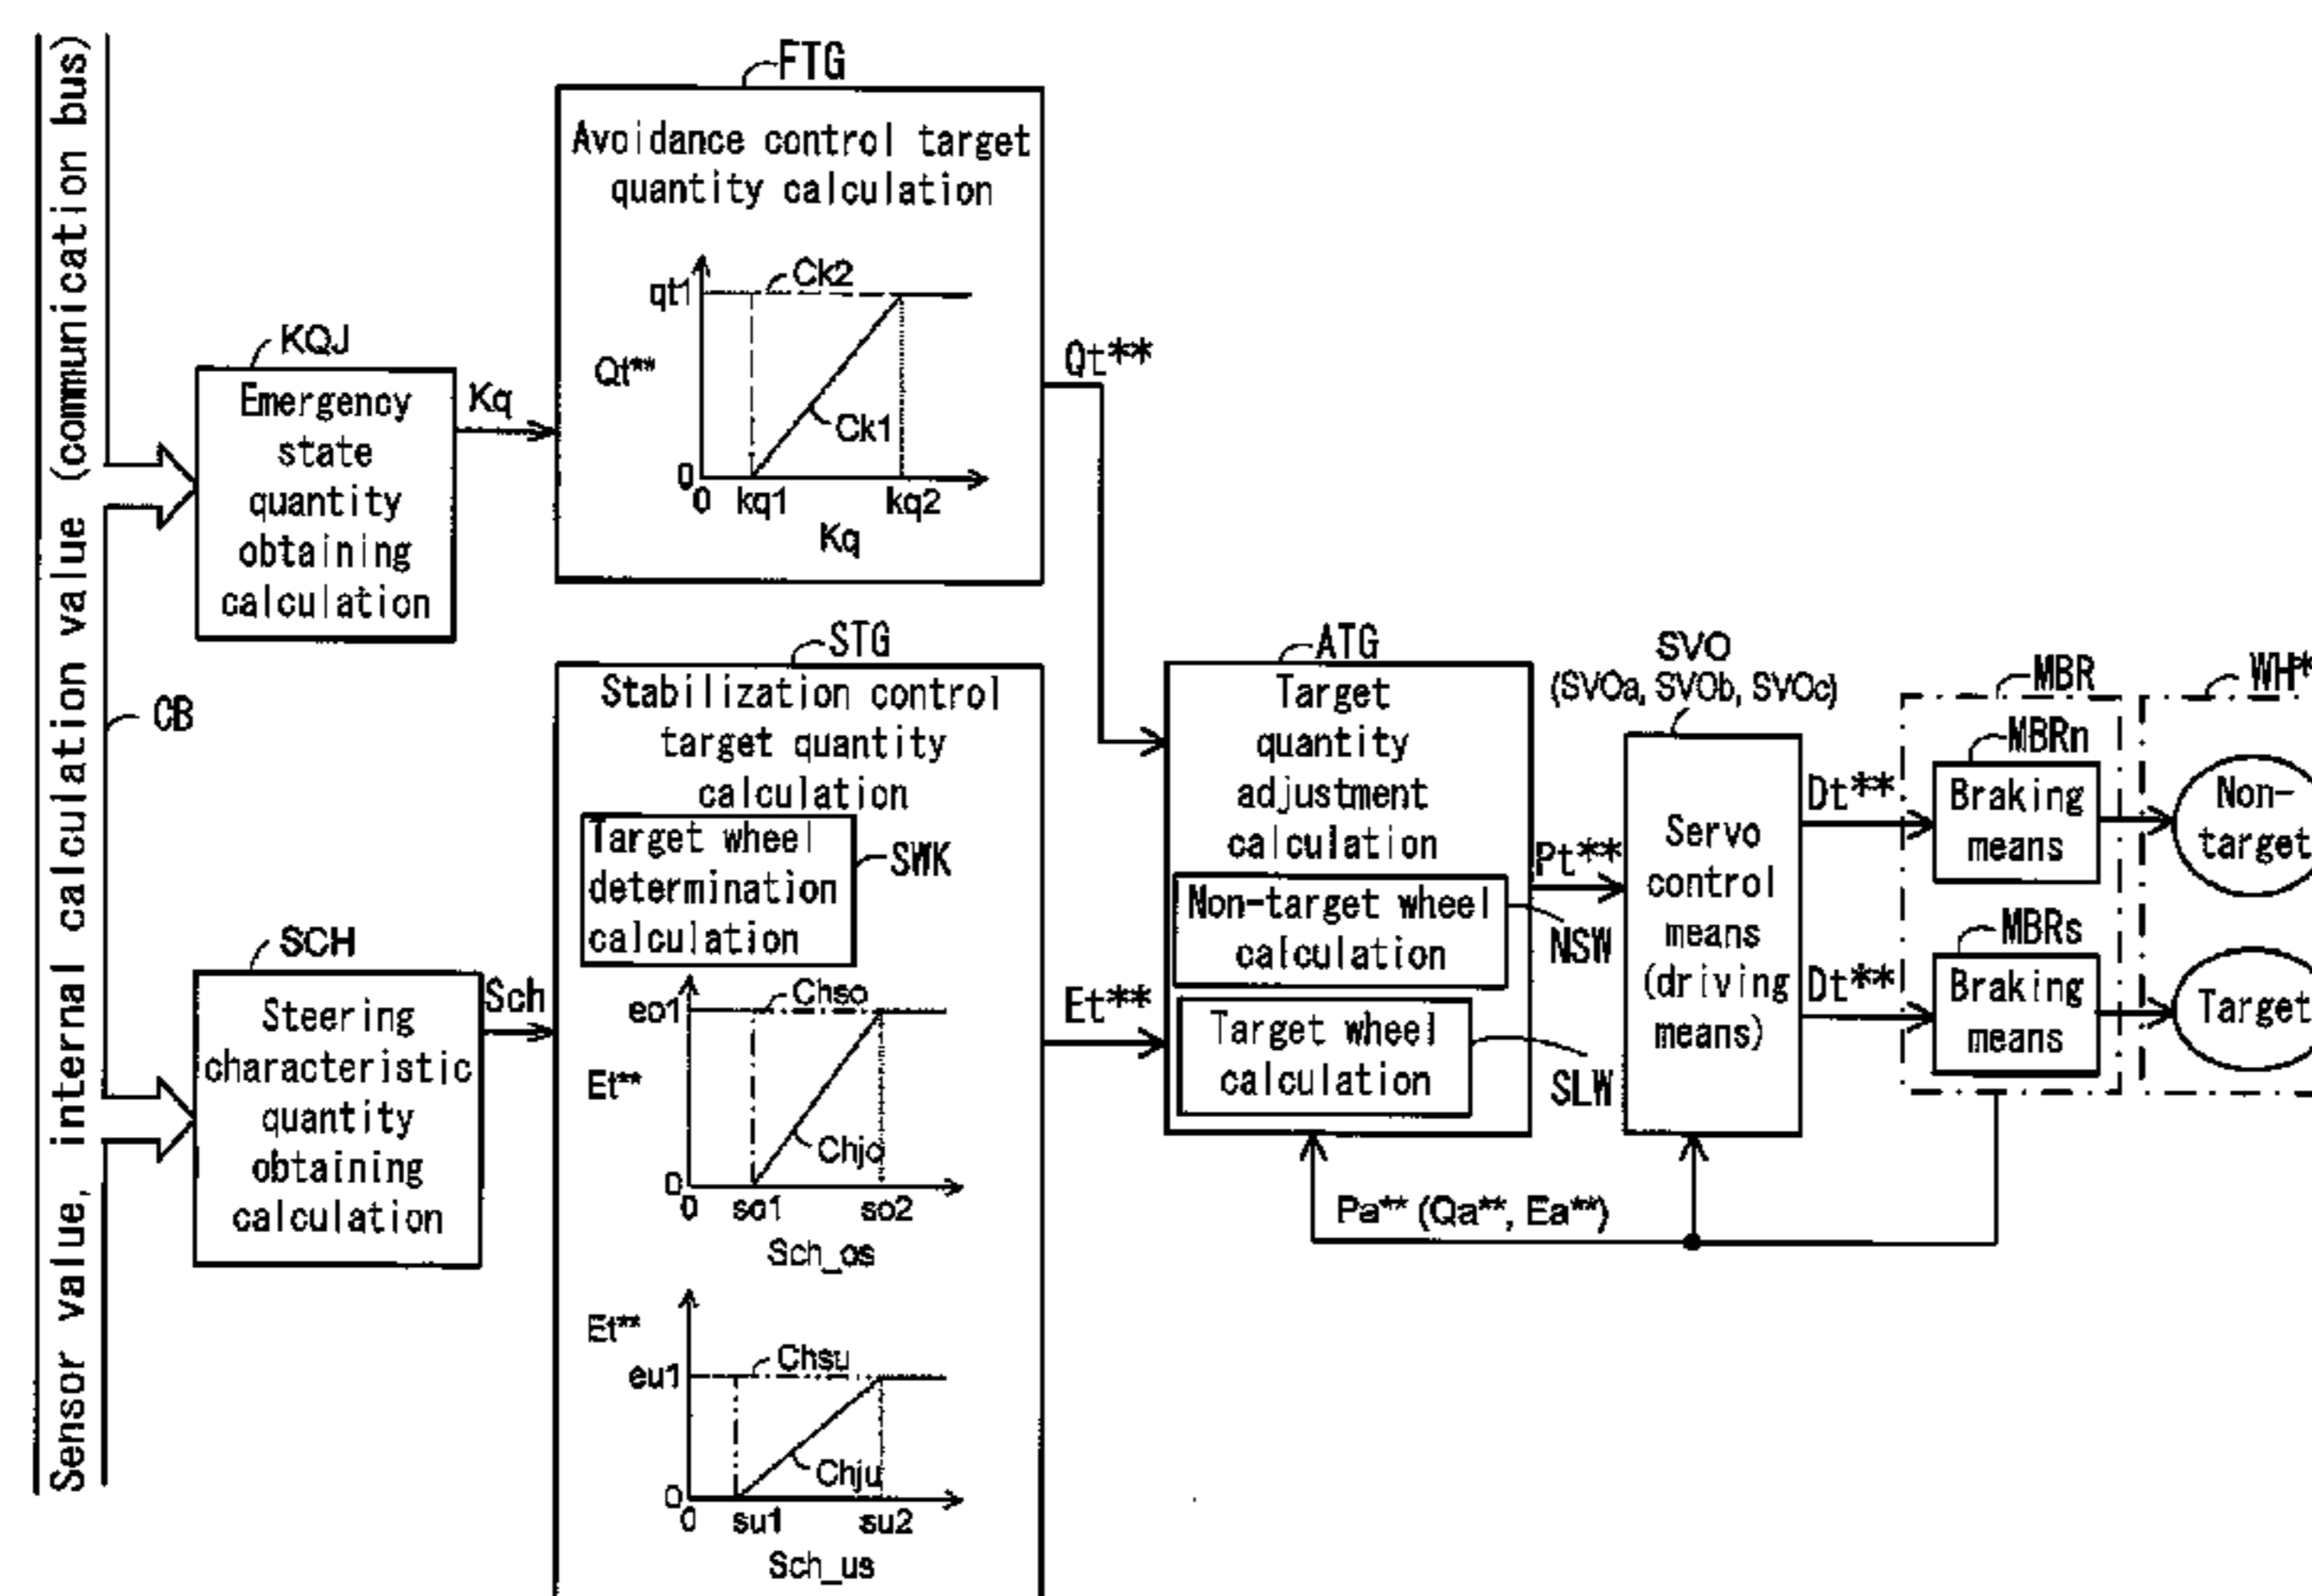 Sensor value, internal calculation value (communication bus)
CB
KQJ
Emergency
state
quantity
obtaining
calculation
Kq
FTG
Avoidance control target
quantity calculation
qt1
Ck2
Qt**
Ck1
0
0
kq1
kq2
Kq
Qt**
SCH
Steering
characteristic
quantity
obtaining
calculation
Sch
STG
Stabilization control
target quantity
calculation
Target wheel
determination
calculation
SWK
eo1
Chso
Et**
Chjo
0
0
so1
so2
Sch_os
Et**
eu1
Chsu
Chju
0
0
su1
su2
Sch_us
Et**
ATG
Target
quantity
adjustment
calculation
Non-target wheel
calculation
NSW
Target wheel
calculation
SLW
Pt**
SVO
(SVOa, SVOb, SVOc)
Servo
control
means
(driving
means)
Dt**
Dt**
MBR
MBRn
Braking
means
MBRs
Braking
means
WH*
Non-
target
Target
Pa** (Qa**, Ea**)